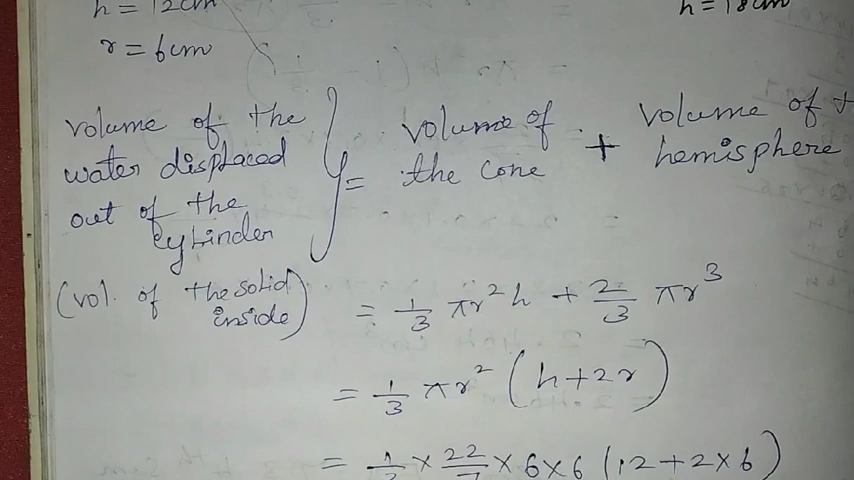 h = 12cm
h = 18cm
r = 6cm
volume of the water displaced out of the cylinder } = volume of the cone + volume of t hemisphere
(vol. of the solid inside) = 1/3 πr²h + 2/3 πr³
= 1/3 πr² (h+2r)
= 1/3 × 22/7 × 6×6 (12+2×6)